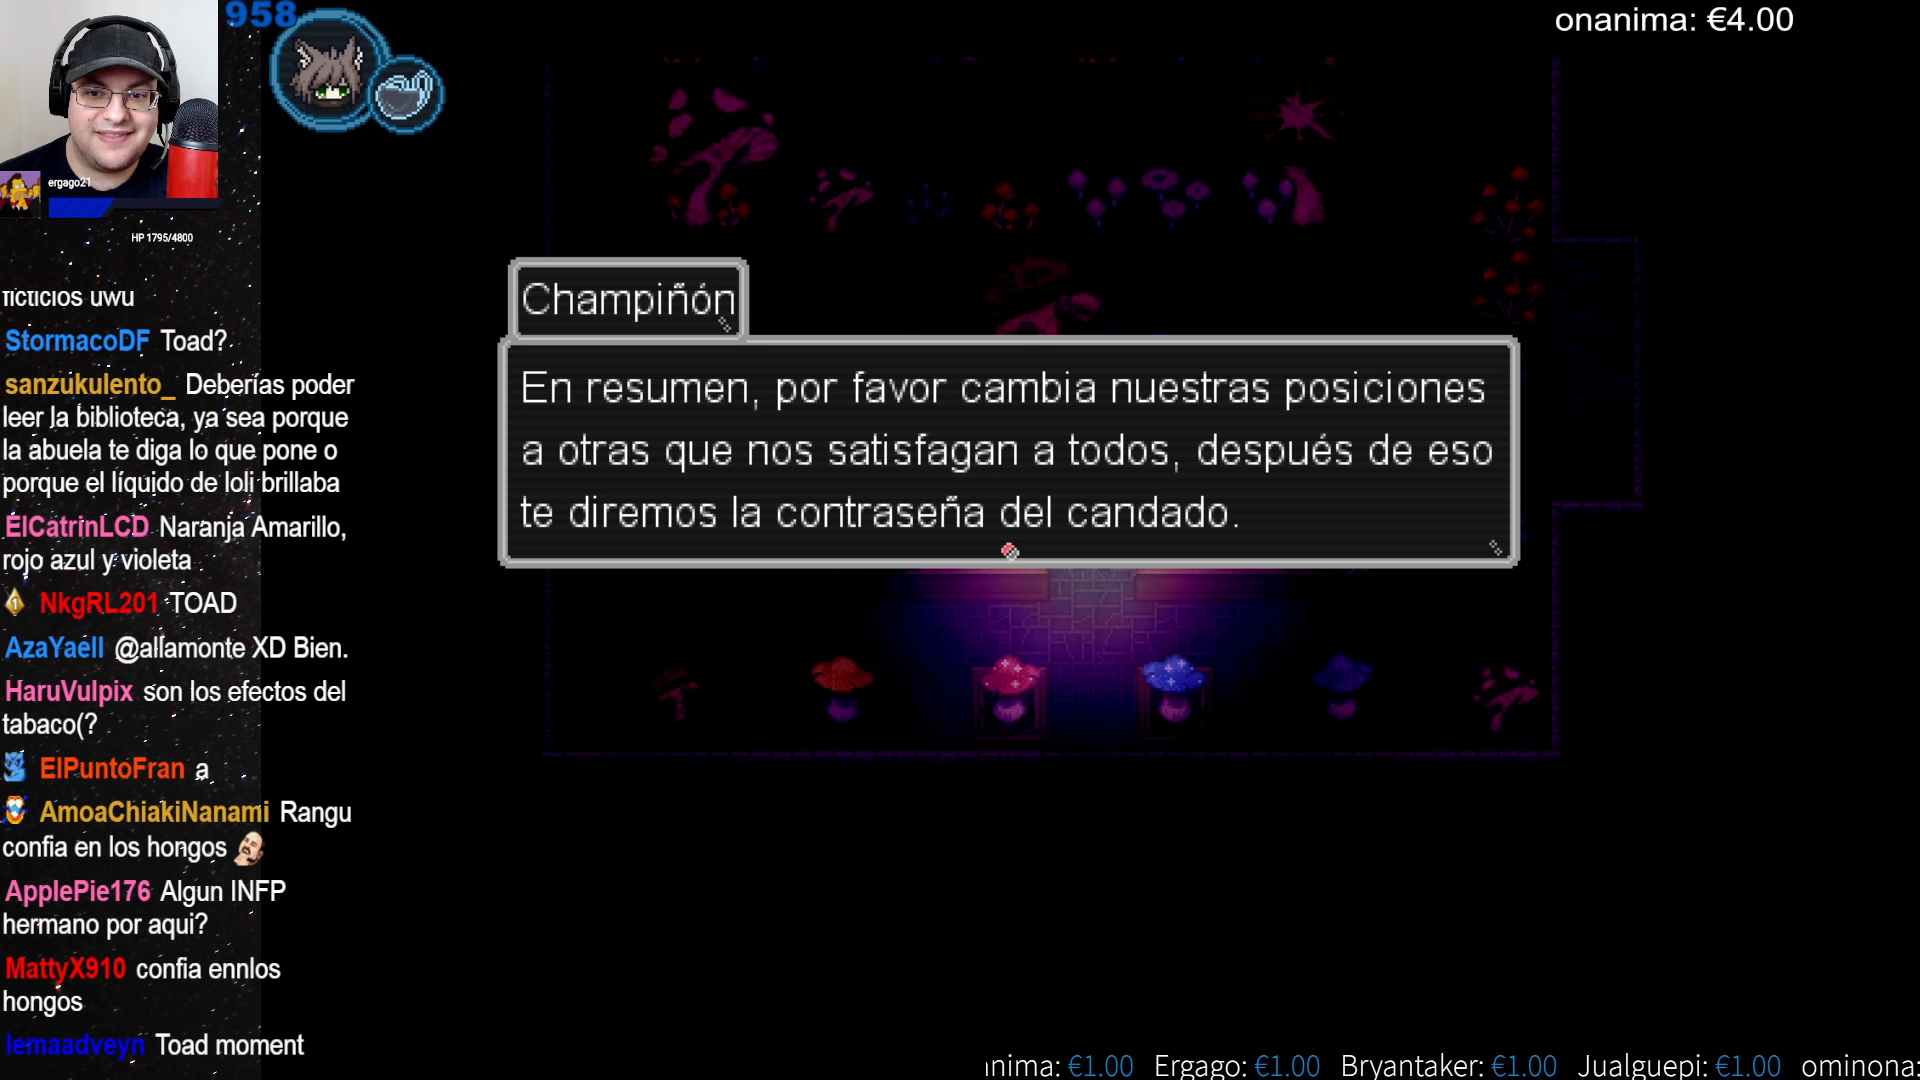 958
onanima: €4.00
ergago21
HP 1795/4800
ficticios uwu
StormacoDF Toad?
sanzukulento_ Deberías poder
leer la biblioteca, ya sea porque
la abuela te diga lo que pone o
porque el líquido de loli brillaba
ElCatrinLCD Naranja Amarillo,
rojo azul y violeta
NkgRL201 TOAD
AzaYaell @allamonte XD Bien.
HaruVulpix son los efectos del
tabaco(?
ElPuntoFran a
AmoaChiakiNanami Rangu
confia en los hongos
ApplePie176 Algun INFP
hermano por aqui?
MattyX910 confia ennlos
hongos
lemaadveyn Toad moment
Champiñón
En resumen, por favor cambia nuestras posiciones
a otras que nos satisfagan a todos, después de eso
te diremos la contraseña del candado.
anima: €1.00 Ergago: €1.00 Bryantaker: €1.00 Jualguepi: €1.00 ominona: